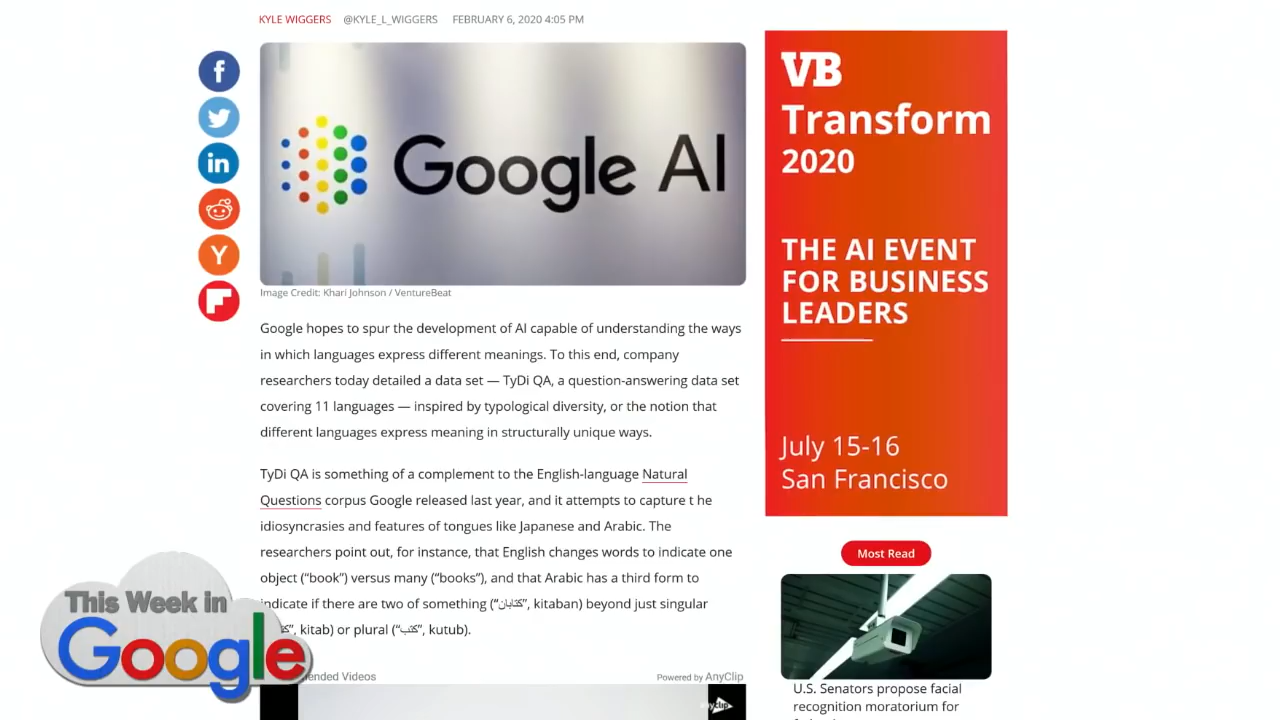 KYLE WIGGERS @KYLE_L_WIGGERS FEBRUARY 6, 2020 4:05 PM
Google AI
Image Credit: Khari Johnson / VentureBeat
Google hopes to spur the development of AI capable of understanding the ways
in which languages express different meanings. To this end, company
researchers today detailed a data set — TyDi QA, a question-answering data set
covering 11 languages — inspired by typological diversity, or the notion that
different languages express meaning in structurally unique ways.
TyDi QA is something of a complement to the English-language Natural
Questions corpus Google released last year, and it attempts to capture t he
idiosyncrasies and features of tongues like Japanese and Arabic. The
researchers point out, for instance, that English changes words to indicate one
object (“book”) versus many (“books”), and that Arabic has a third form to
indicate if there are two of something (“كتابان”, kitaban) beyond just singular
kitab) or plural (“كتب”, kutub).
Videos
Powered by AnyClip
VB
Transform
2020
THE AI EVENT
FOR BUSINESS
LEADERS
July 15-16
San Francisco
Most Read
U.S. Senators propose facial
recognition moratorium for
This Week in
Google